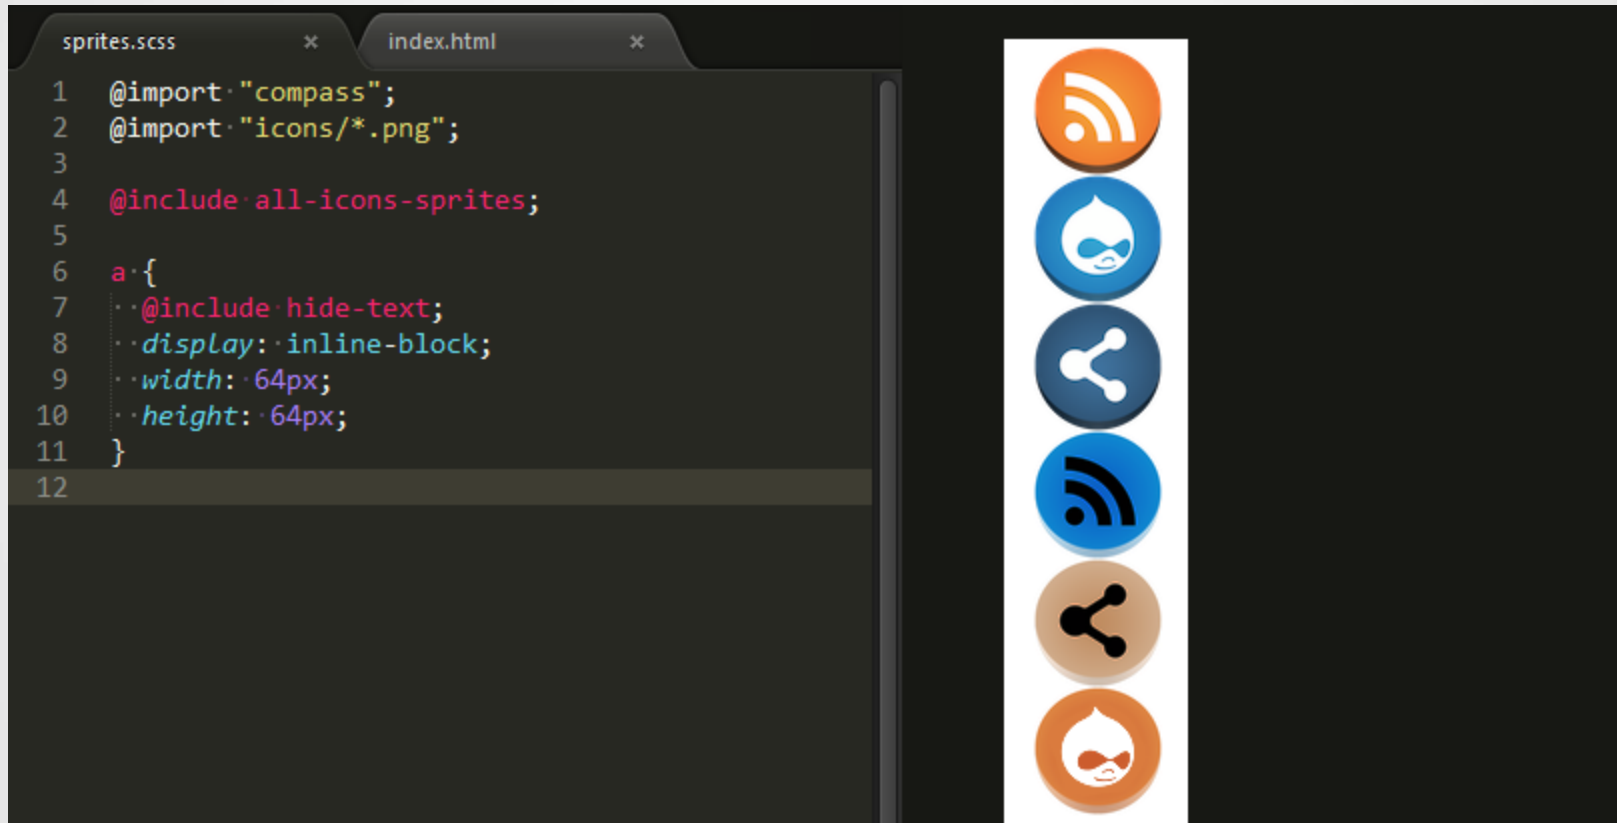 sprites.scss × index.html ×
1 @import "compass";
2 @import "icons/*.png";
3
4 @include all-icons-sprites;
5
6 a {
7   @include hide-text;
8   display: inline-block;
9   width: 64px;
10   height: 64px;
11 }
12